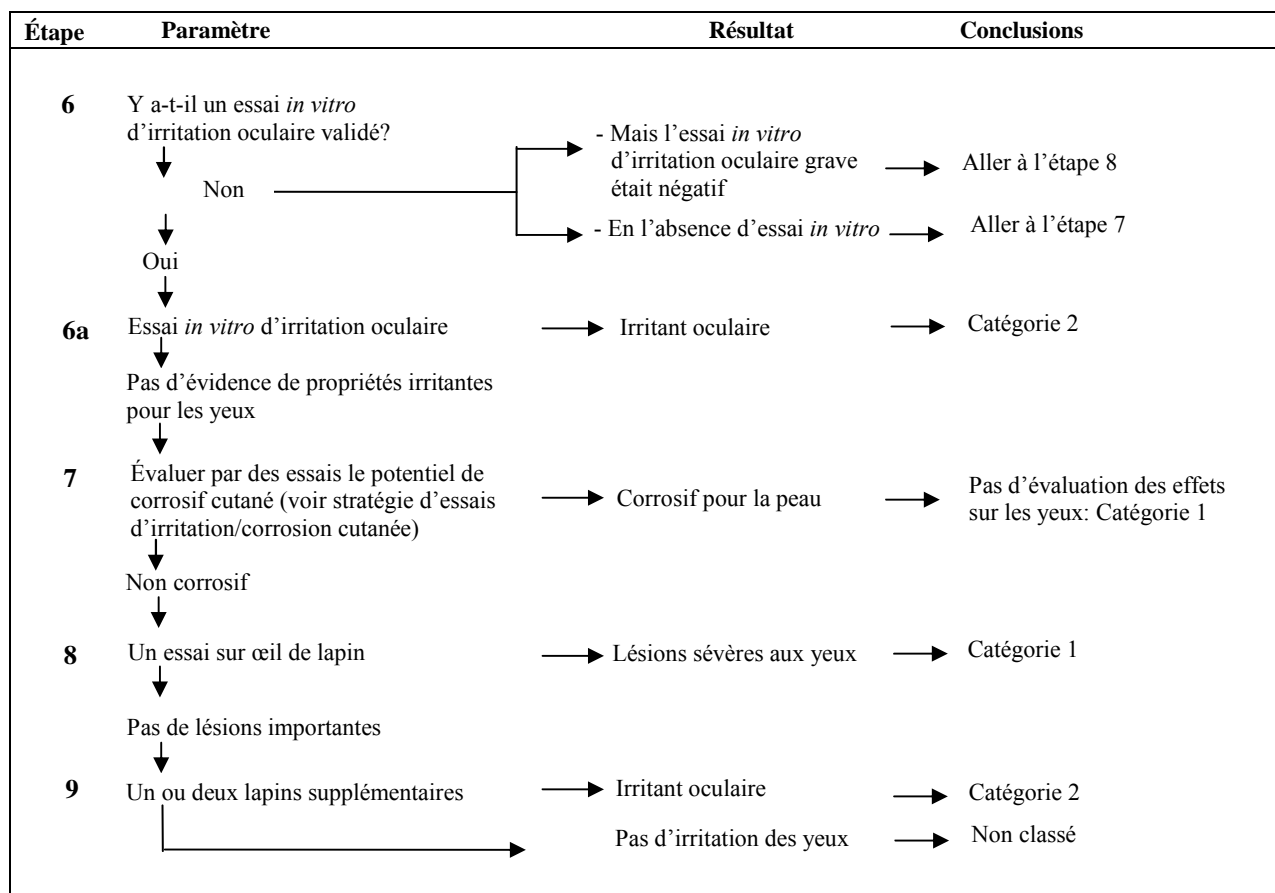 Étape Paramètre Résultat Conclusions
6 Y a-t-il un essai in vitro
d'irritation oculaire validé?
Non
- Mais l'essai in vitro
d'irritation oculaire grave
était négatif
Aller à l'étape 8
- En l'absence d'essai in vitro
Aller à l'étape 7
Oui
6a Essai in vitro d'irritation oculaire Irritant oculaire Catégorie 2
Pas d'évidence de propriétés irritantes
pour les yeux
7 Évaluer par des essais le potentiel de
corrosif cutané (voir stratégie d'essais
d'irritation/corrosion cutanée)
Corrosif pour la peau
Pas d'évaluation des effets
sur les yeux: Catégorie 1
Non corrosif
8 Un essai sur œil de lapin Lésions sévères aux yeux Catégorie 1
Pas de lésions importantes
9 Un ou deux lapins supplémentaires Irritant oculaire Catégorie 2
Pas d'irritation des yeux Non classé